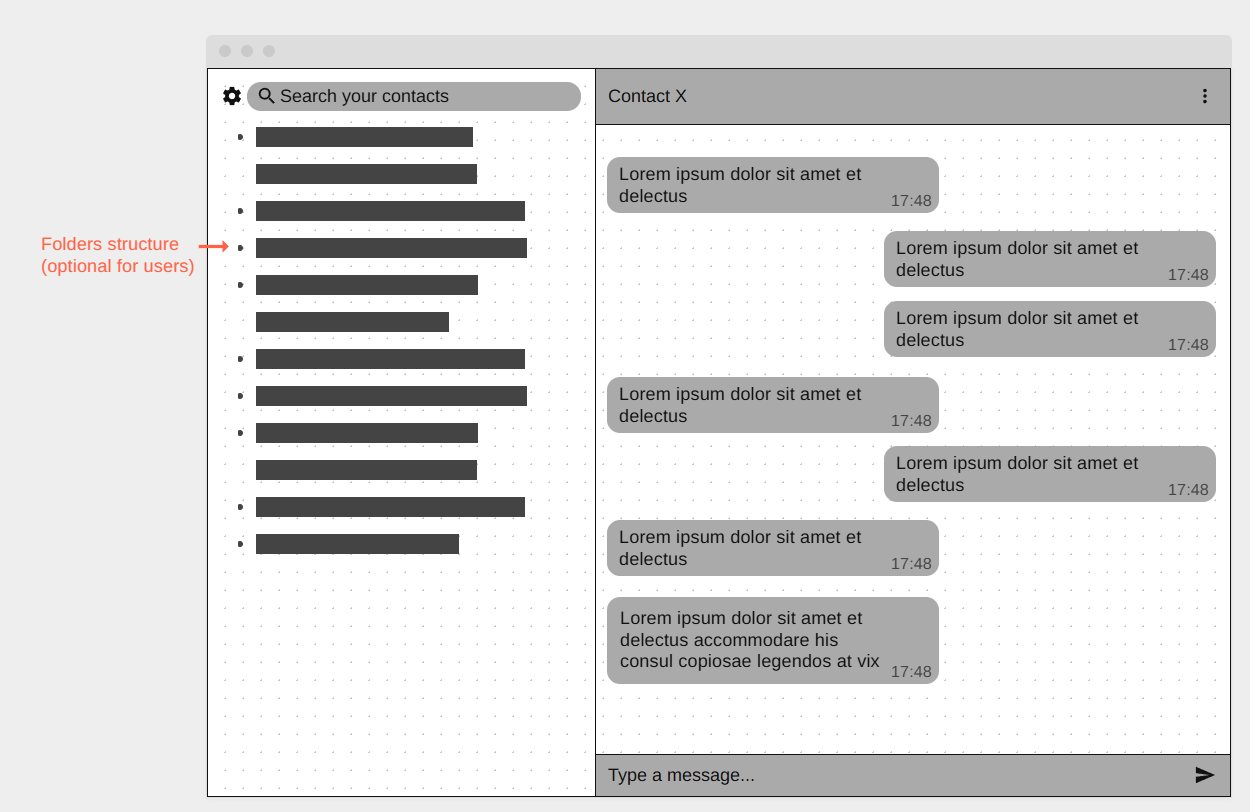 Search your contacts
Contact X
Folders structure
(optional for users)
Lorem ipsum dolor sit amet et
delectus
17:48
Lorem ipsum dolor sit amet et
delectus
17:48
Lorem ipsum dolor sit amet et
delectus
17:48
Lorem ipsum dolor sit amet et
delectus
17:48
Lorem ipsum dolor sit amet et
delectus
17:48
Lorem ipsum dolor sit amet et
delectus
17:48
Lorem ipsum dolor sit amet et
delectus accommodare his
consul copiosae legendos at vix
17:48
Type a message...